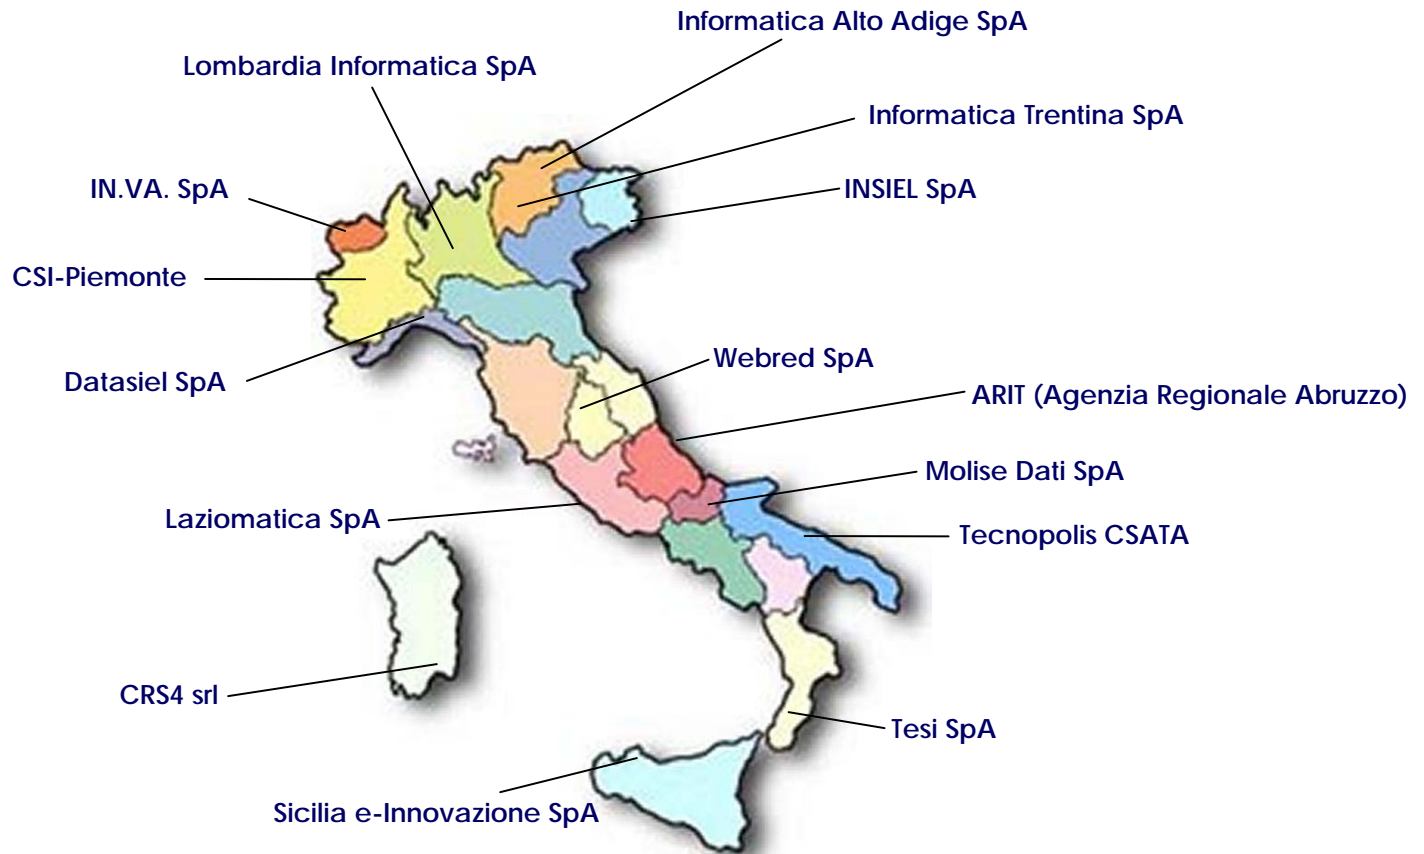 Informatica Alto Adige SpA
Lombardia Informatica SpA
Informatica Trentina SpA
IN.VA. SpA
INSIEL SpA
CSI-Piemonte
Webred SpA
Datasiel SpA
ARIT (Agenzia Regionale Abruzzo)
Molise Dati SpA
Laziomatica SpA
Tecnopolis CSATA
CRS4 srl
Tesi SpA
Sicilia e-Innovazione SpA